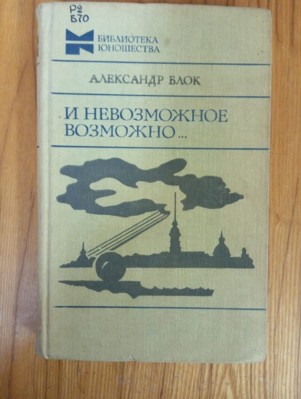 Р2
Б70
БИБЛИОТЕКА
ЮНОШЕСТВА
АЛЕКСАНДР БЛОК
И НЕВОЗМОЖНОЕ
ВОЗМОЖНО...